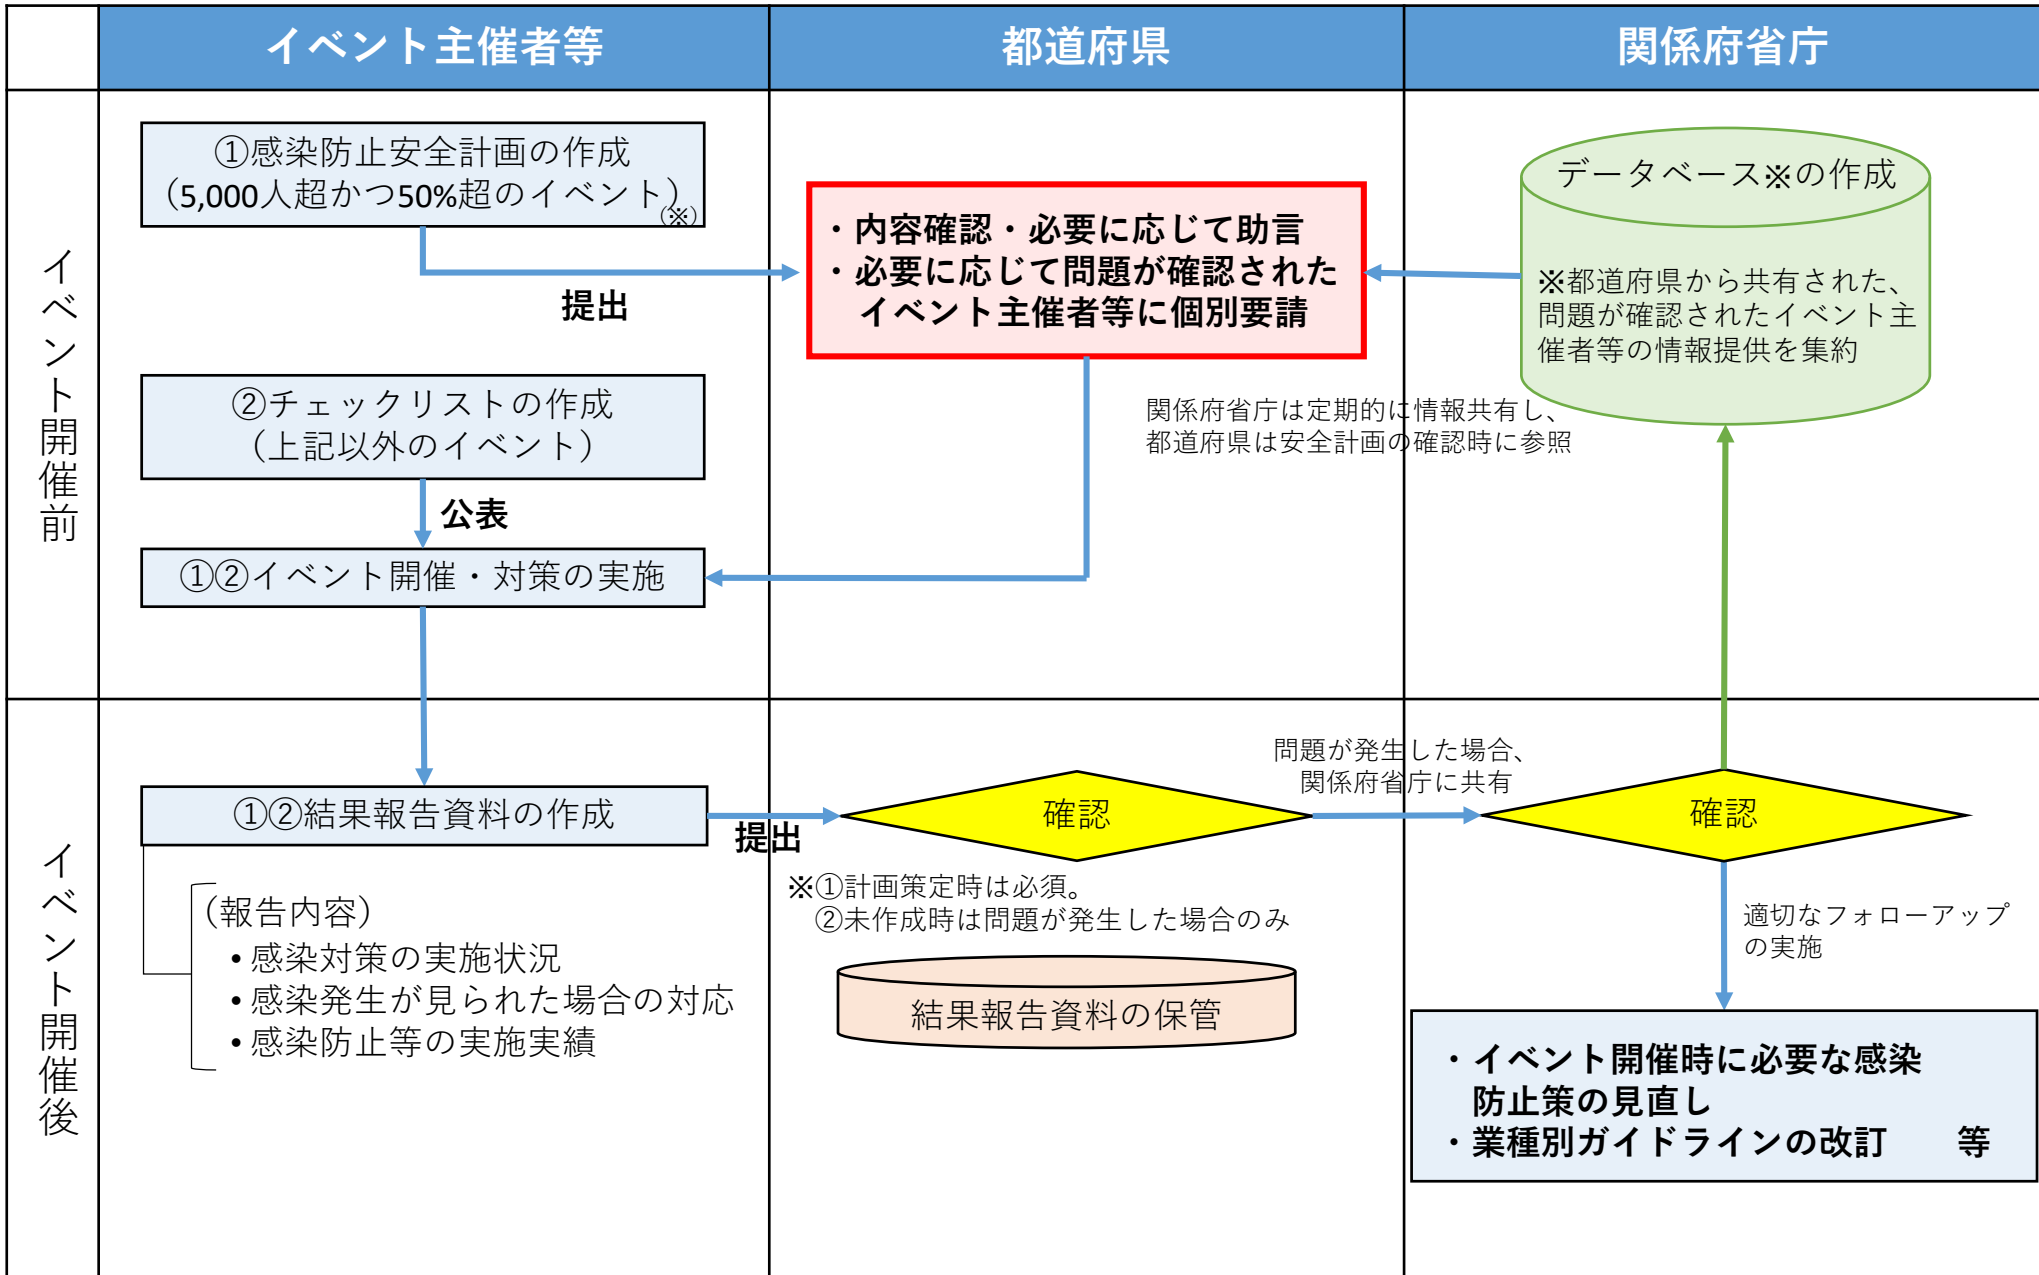 イベント主催者等
都道府県
関係府省庁
イベント開催前
①感染防止安全計画の作成
（5,000人超かつ50%超のイベント）
(※)
提出
②チェックリストの作成
（上記以外のイベント）
公表
①②イベント開催・対策の実施
・内容確認・必要に応じて助言
・必要に応じて問題が確認された
イベント主催者等に個別要請
データベース※の作成
※都道府県から共有された、
問題が確認されたイベント主
催者等の情報提供を集約
関係府省庁は定期的に情報共有し、
都道府県は安全計画の確認時に参照
イベント開催後
①②結果報告資料の作成
提出
（報告内容）
• 感染対策の実施状況
• 感染発生が見られた場合の対応
• 感染防止等の実施実績
確認
※①計画策定時は必須。
②未作成時は問題が発生した場合のみ
結果報告資料の保管
問題が発生した場合、
関係府省庁に共有
確認
適切なフォローアップ
の実施
・イベント開催時に必要な感染
防止策の見直し
・業種別ガイドラインの改訂　等